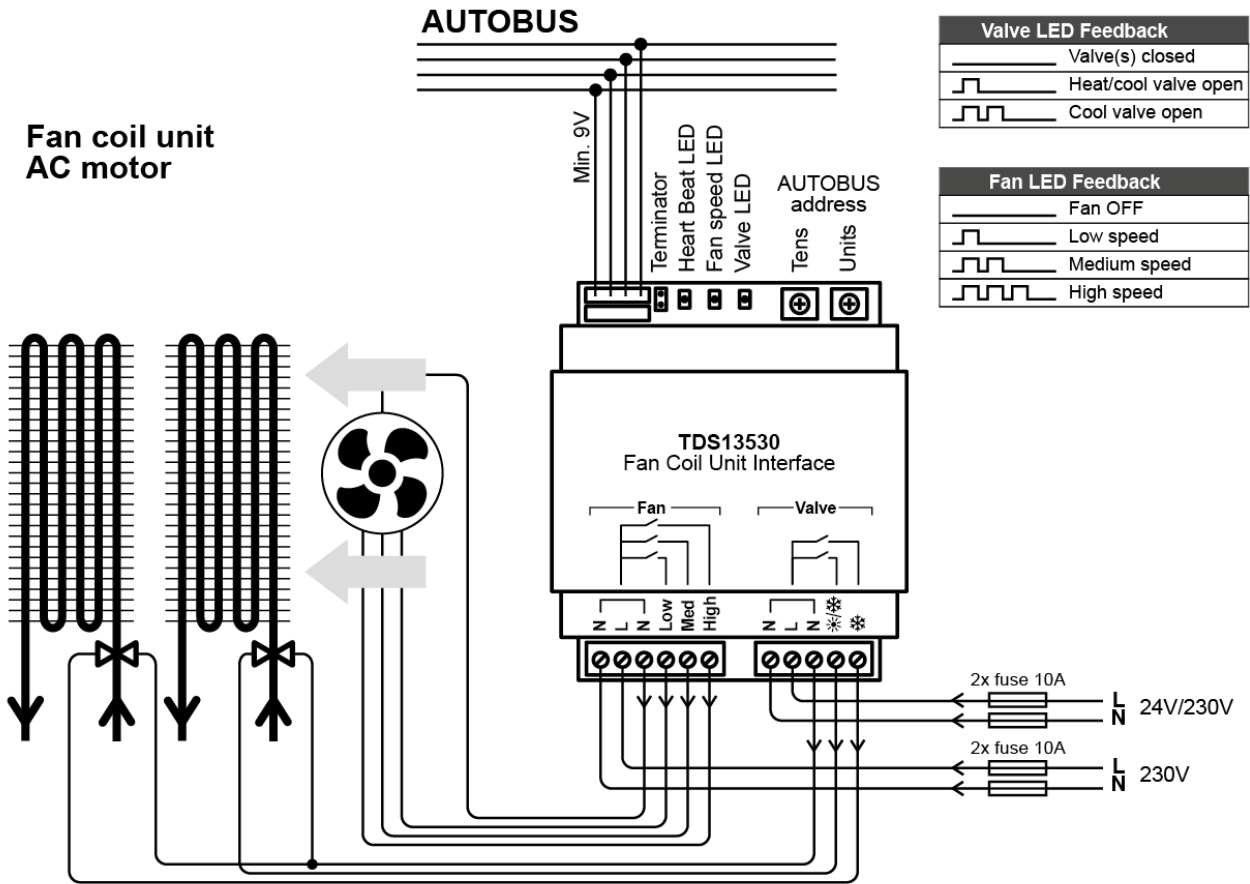 AUTOBUS
Fan coil unit
AC motor
Valve LED Feedback
Valve(s) closed
Heat/cool valve open
Cool valve open
Fan LED Feedback
Fan OFF
Low speed
Medium speed
High speed
Min. 9V
Terminator
Heart Beat LED
Fan speed LED
Valve LED
AUTOBUS
address
Tens
Units
TDS13530
Fan Coil Unit Interface
Fan
Valve
N
L
N
Low
Med
High
N
L
N
/
2x fuse 10A
L
N
24V/230V
2x fuse 10A
L
N
230V